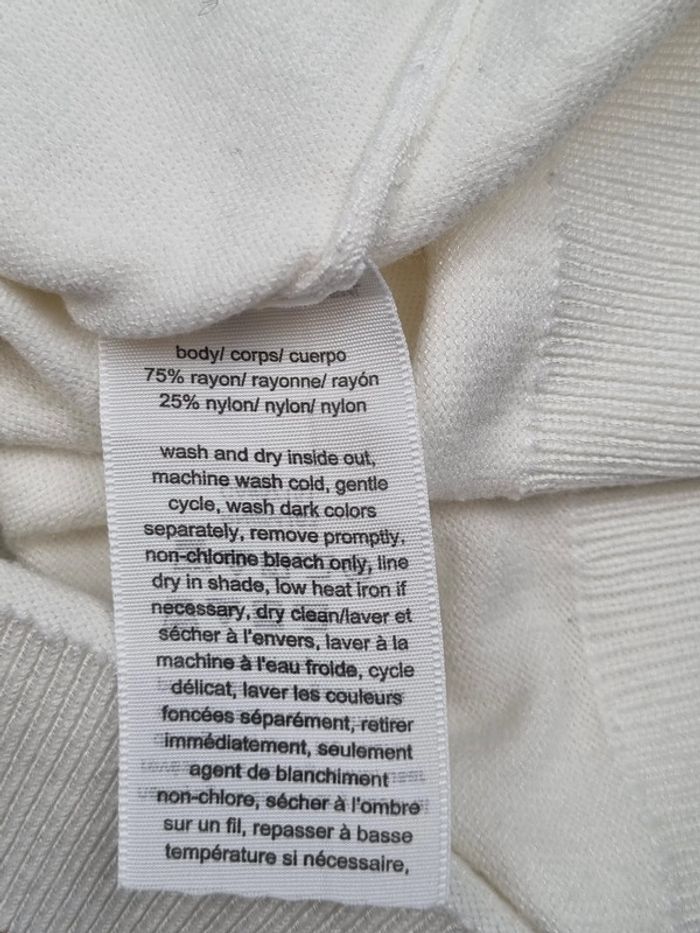 body/ corps/ cuerpo
75% rayon/ rayonne/ rayón
25% nylon/ nylon/ nylon
wash and dry inside out,
machine wash cold, gentle
cycle, wash dark colors
separately, remove promptly,
non-chlorine bleach only, line
dry in shade, low heat iron if
necessary, dry clean/laver et
sécher à l'envers, laver à la
machine à l'eau froide, cycle
délicat, laver les couleurs
foncées séparément, retirer
immédiatement, seulement
agent de blanchiment
non-chlore, sécher à l'ombre
sur un fil, repasser à basse
température si nécessaire,